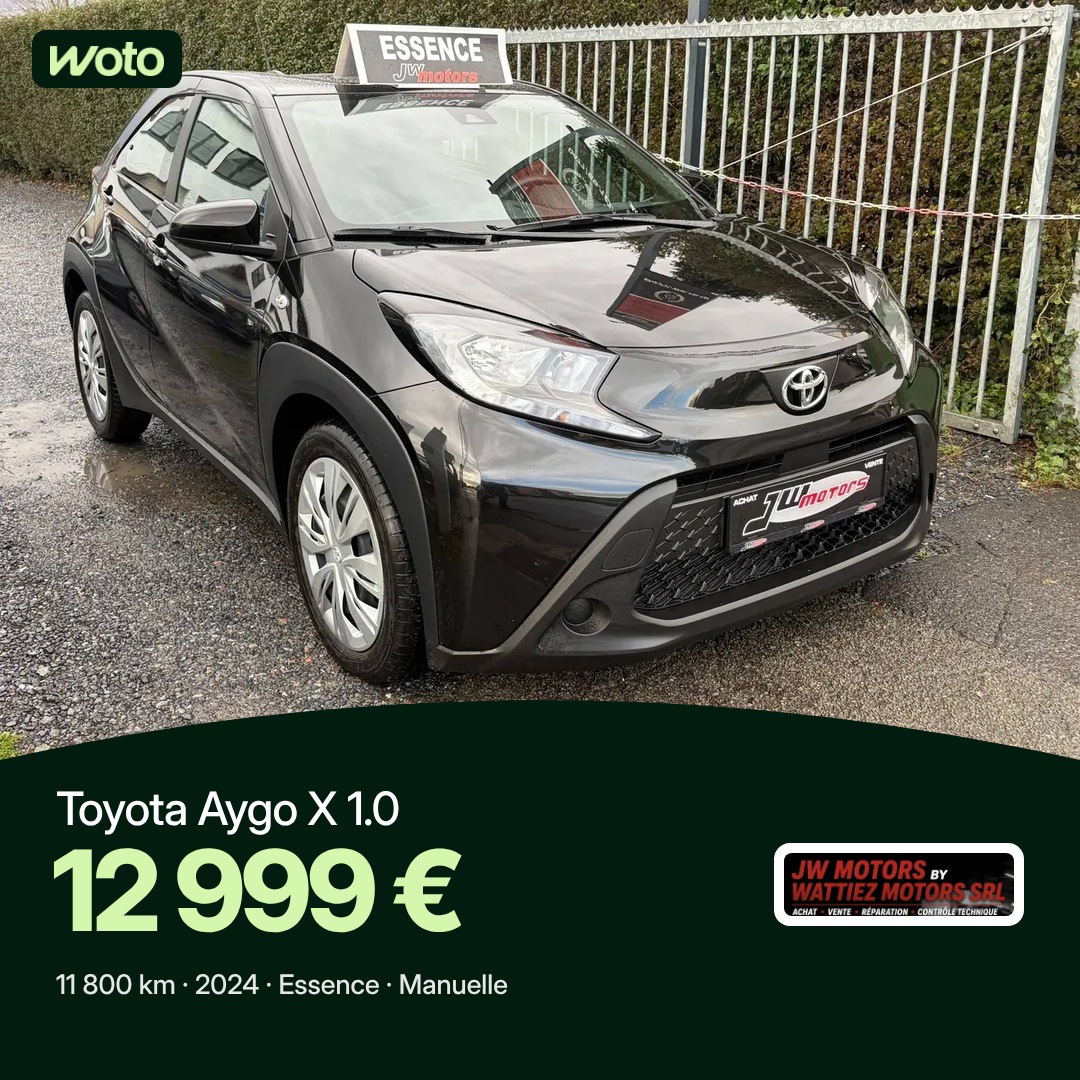 woto
ESSENCE
JW motors
ACHAT
VENTE
JW MOTORS
Toyota Aygo X 1.0
12 999 €
JW MOTORS BY
WATTIEZ MOTORS SRL
ACHAT • VENTE • RÉPARATION • CONTRÔLE TECHNIQUE
11 800 km · 2024 · Essence · Manuelle